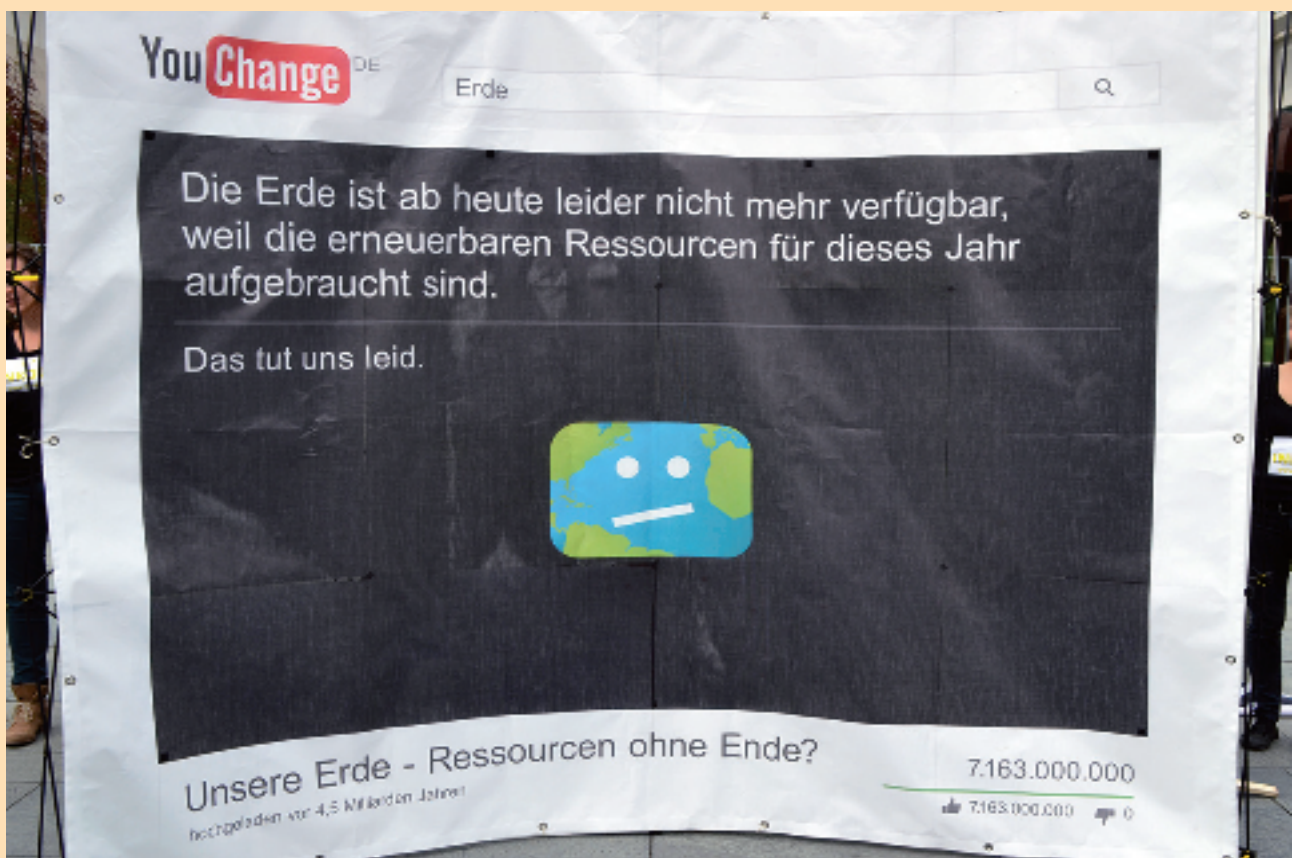 YouChange DE
Erde
Die Erde ist ab heute leider nicht mehr verfügbar,
weil die erneuerbaren Ressourcen für dieses Jahr
aufgebraucht sind.
Das tut uns leid.
Unsere Erde - Ressourcen ohne Ende?
hochgeladen vor 4,5 Milliarden Jahren
7.163.000.000
7.163.000.000 0